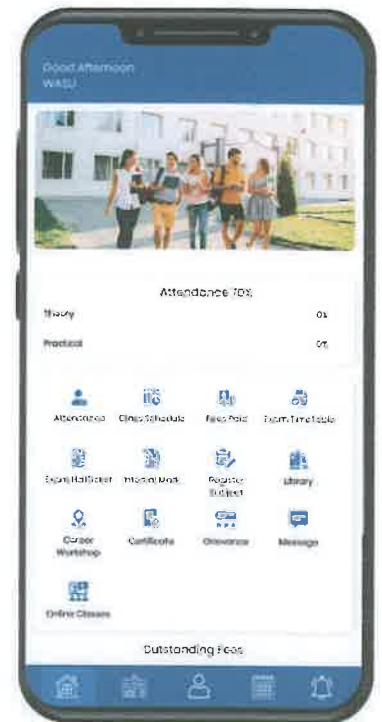 Good Afternoon
WASU
Attendance 70%
Theory 0%
Practical 0%
Attendance Class Schedule Fees Paid Exam Time Table
Exam Hall Ticket Internal Mark Register Subject Library
Career Workshop Certificate Grievance Message
Online Classes
Outstanding Fees